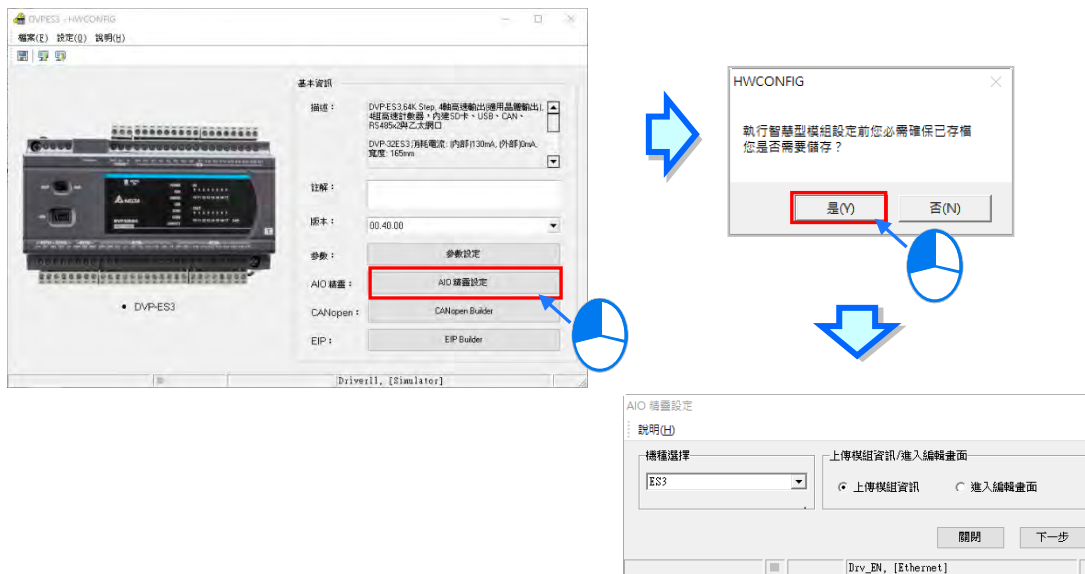 DVPES3 - HWCONFIG
檔案(F) 設定(O) 說明(H)
基本資訊
描述：
DVP-ES3,64K Step, 4軸高速輸出(適用晶體輸出),
4組高速計數器，內建SD卡、USB、CAN、
RS485x2與乙太網口
DVP-32ES3 消耗電流: (內部)130mA, (外部)0mA,
寬度: 165mm
註解：
版本：
00.40.00
參數：
參數設定
AIO 精靈：
AIO 精靈設定
CANopen：
CANopen Builder
EIP：
EIP Builder
DELTA
• DVP-ES3
Driver11, [Simulator]
HWCONFIG
執行智慧型模組設定前您必需確保已存檔
您是否需要儲存？
是(Y)
否(N)
AIO 精靈設定
說明(H)
機種選擇
ES3
上傳模組資訊/進入編輯畫面
上傳模組資訊
進入編輯畫面
關閉
下一步
Drv_EN, [Ethernet]